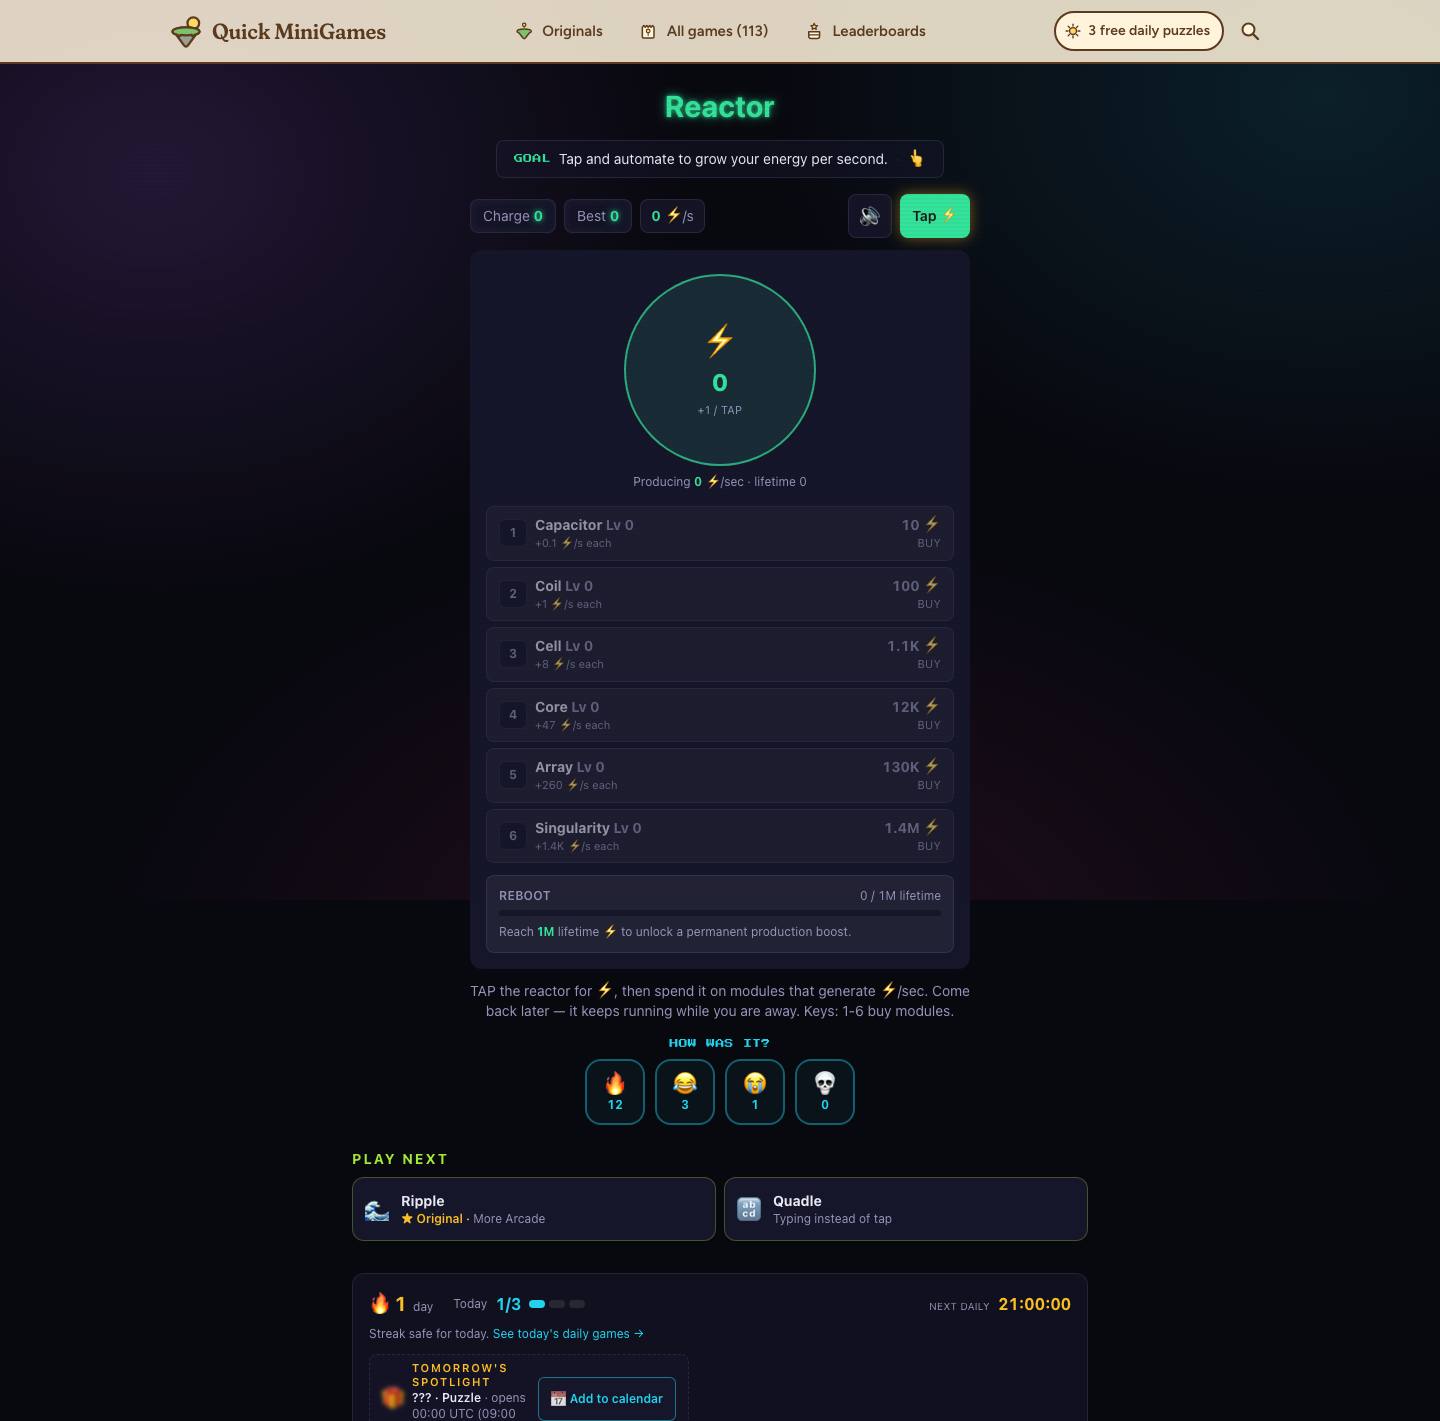 Quick MiniGames
Originals
All games (113)
Leaderboards
3 free daily puzzles
Reactor
GOAL Tap and automate to grow your energy per second. 👆
Charge 0
Best 0
0 ⚡/s
🔊
Tap ⚡
⚡
0
+1 / TAP
Producing 0 ⚡/sec · lifetime 0
1
Capacitor Lv 0
+0.1 ⚡/s each
10 ⚡
BUY
2
Coil Lv 0
+1 ⚡/s each
100 ⚡
BUY
3
Cell Lv 0
+8 ⚡/s each
1.1K ⚡
BUY
4
Core Lv 0
+47 ⚡/s each
12K ⚡
BUY
5
Array Lv 0
+260 ⚡/s each
130K ⚡
BUY
6
Singularity Lv 0
+1.4K ⚡/s each
1.4M ⚡
BUY
REBOOT
0 / 1M lifetime
Reach 1M lifetime ⚡ to unlock a permanent production boost.
TAP the reactor for ⚡, then spend it on modules that generate ⚡/sec. Come
back later — it keeps running while you are away. Keys: 1-6 buy modules.
HOW WAS IT?
🔥 12
😂 3
😭 1
💀 0
PLAY NEXT
🌊
Ripple
★ Original · More Arcade
🔡
Quadle
Typing instead of tap
🔥 1 day
Today 1/3
NEXT DAILY 21:00:00
Streak safe for today. See today's daily games →
TOMORROW'S
SPOTLIGHT
??? · Puzzle · opens
00:00 UTC (09:00
📅 Add to calendar